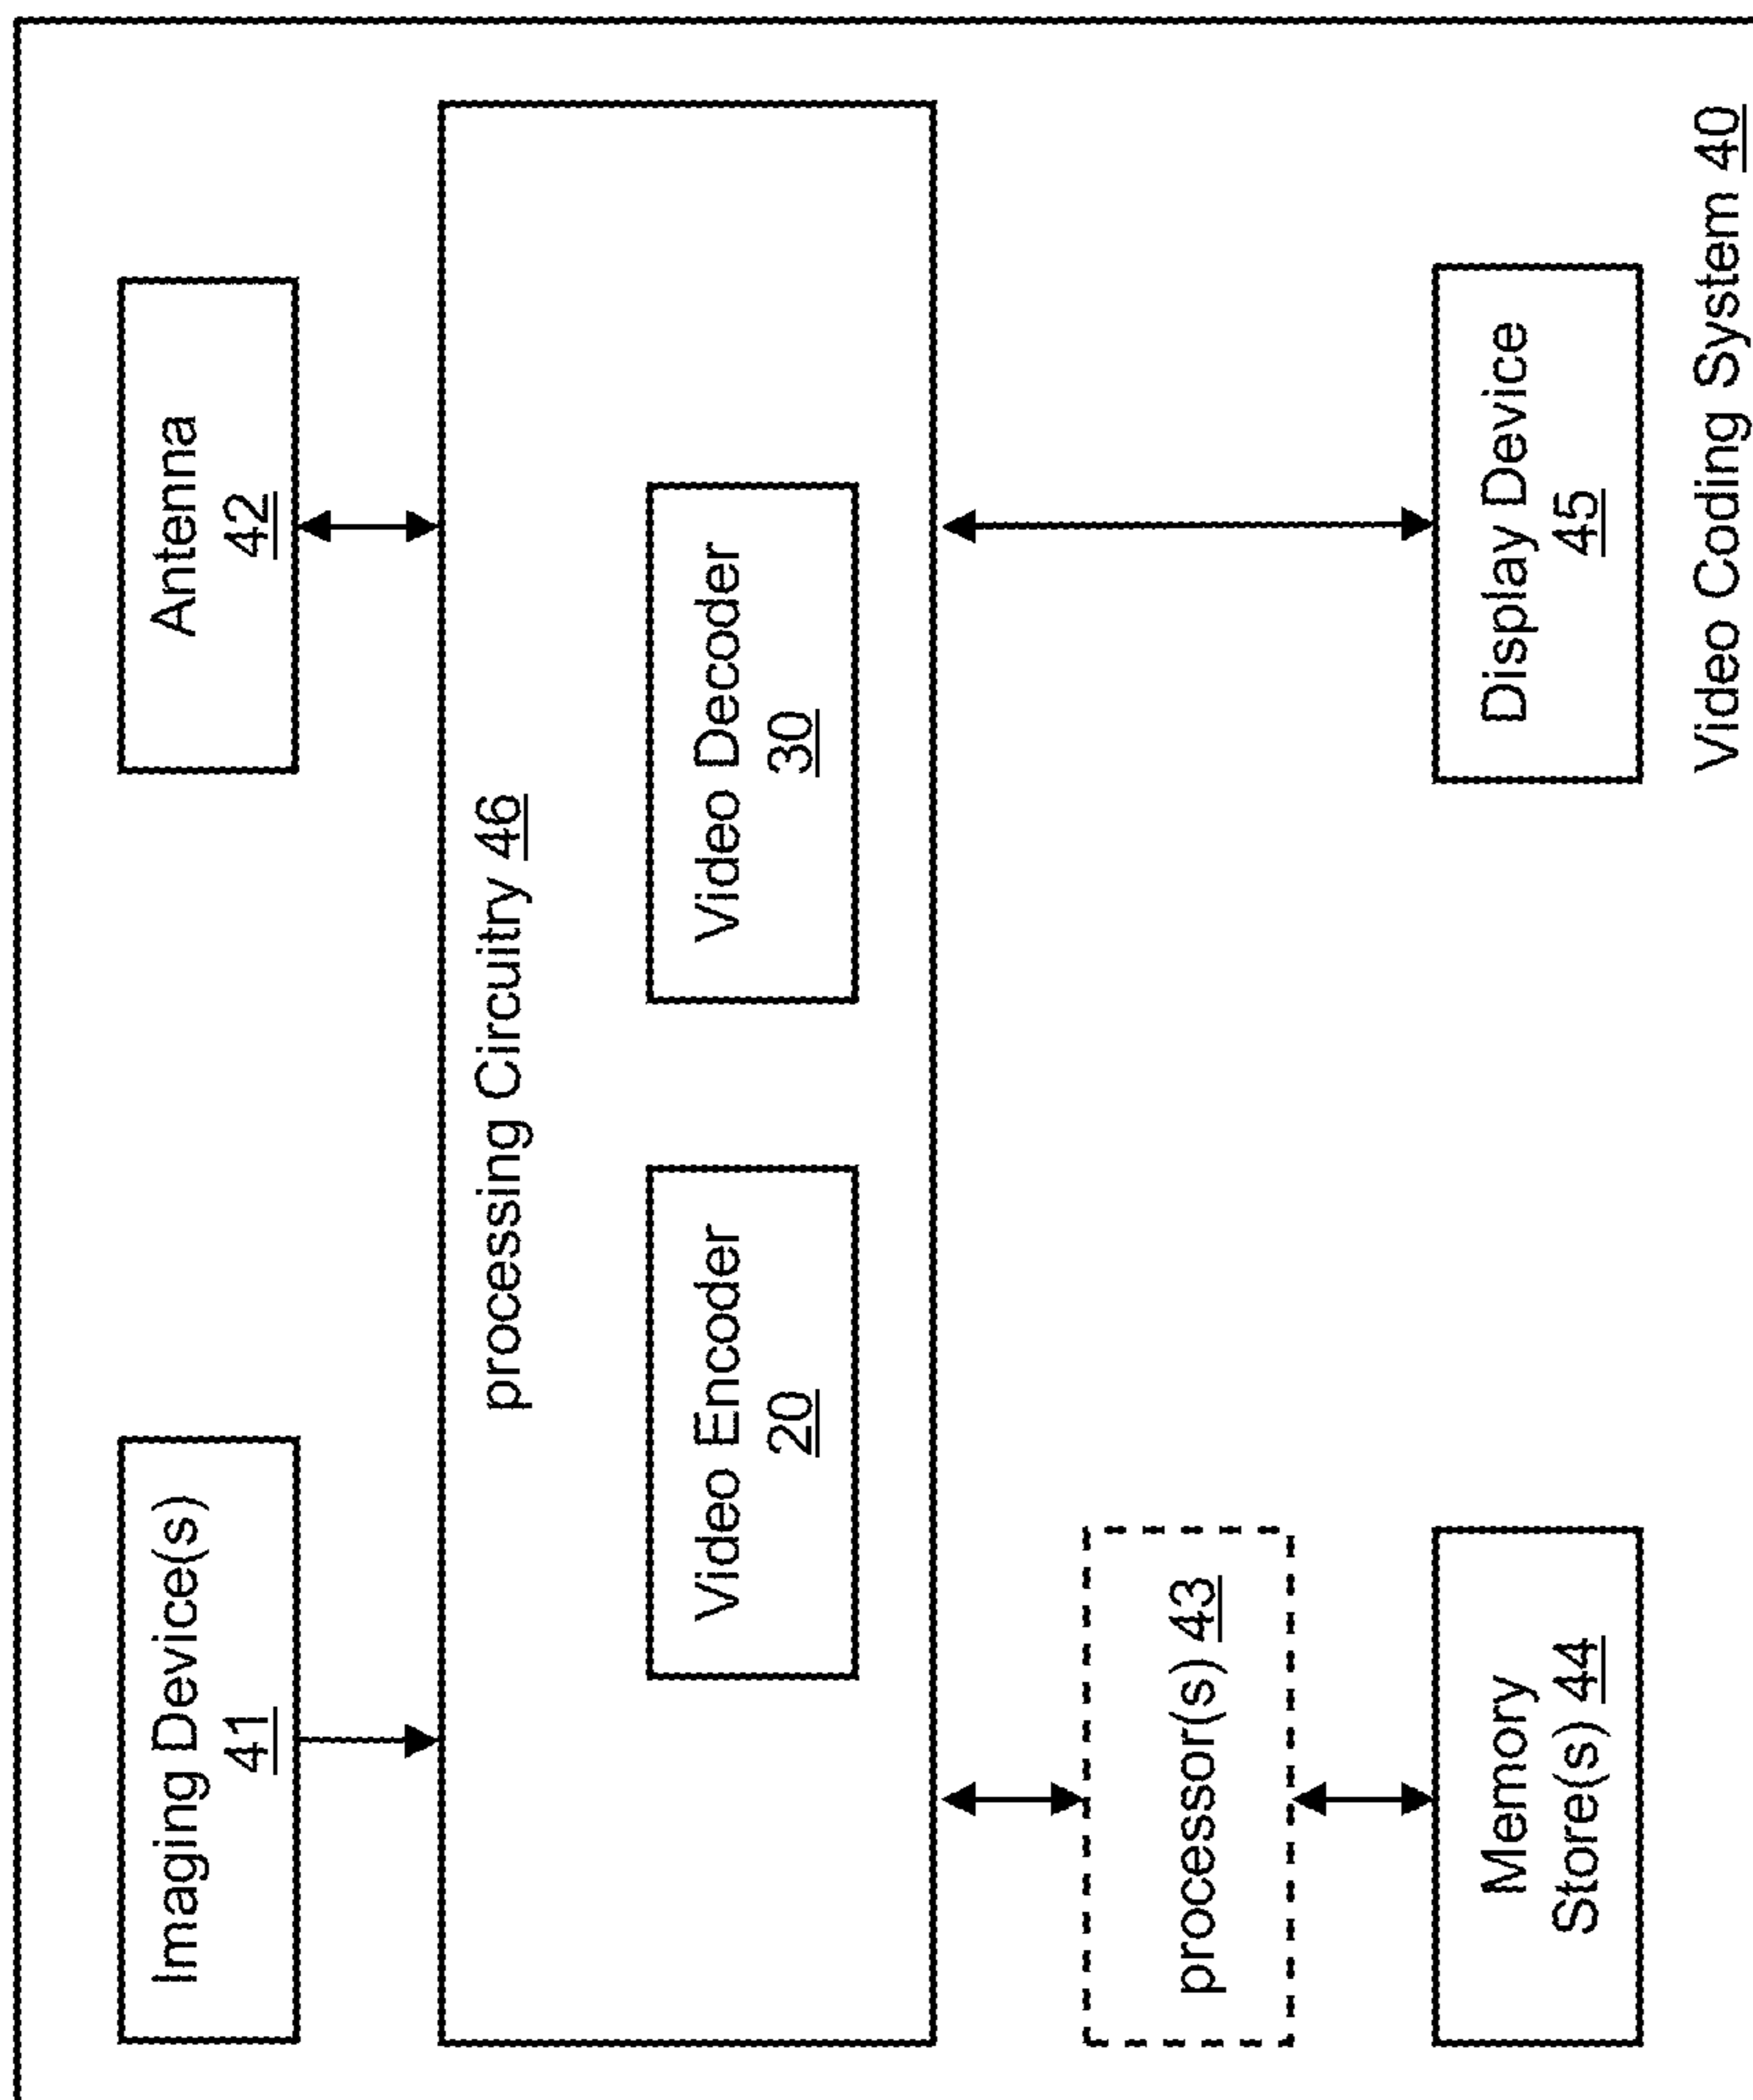 Imaging Device(s)
41
Antenna
42
processing Circuitry 46
Video Encoder
20
Video Decoder
30
processor(s) 43
Memory
Store(s) 44
Display Device
45
Video Coding System 40